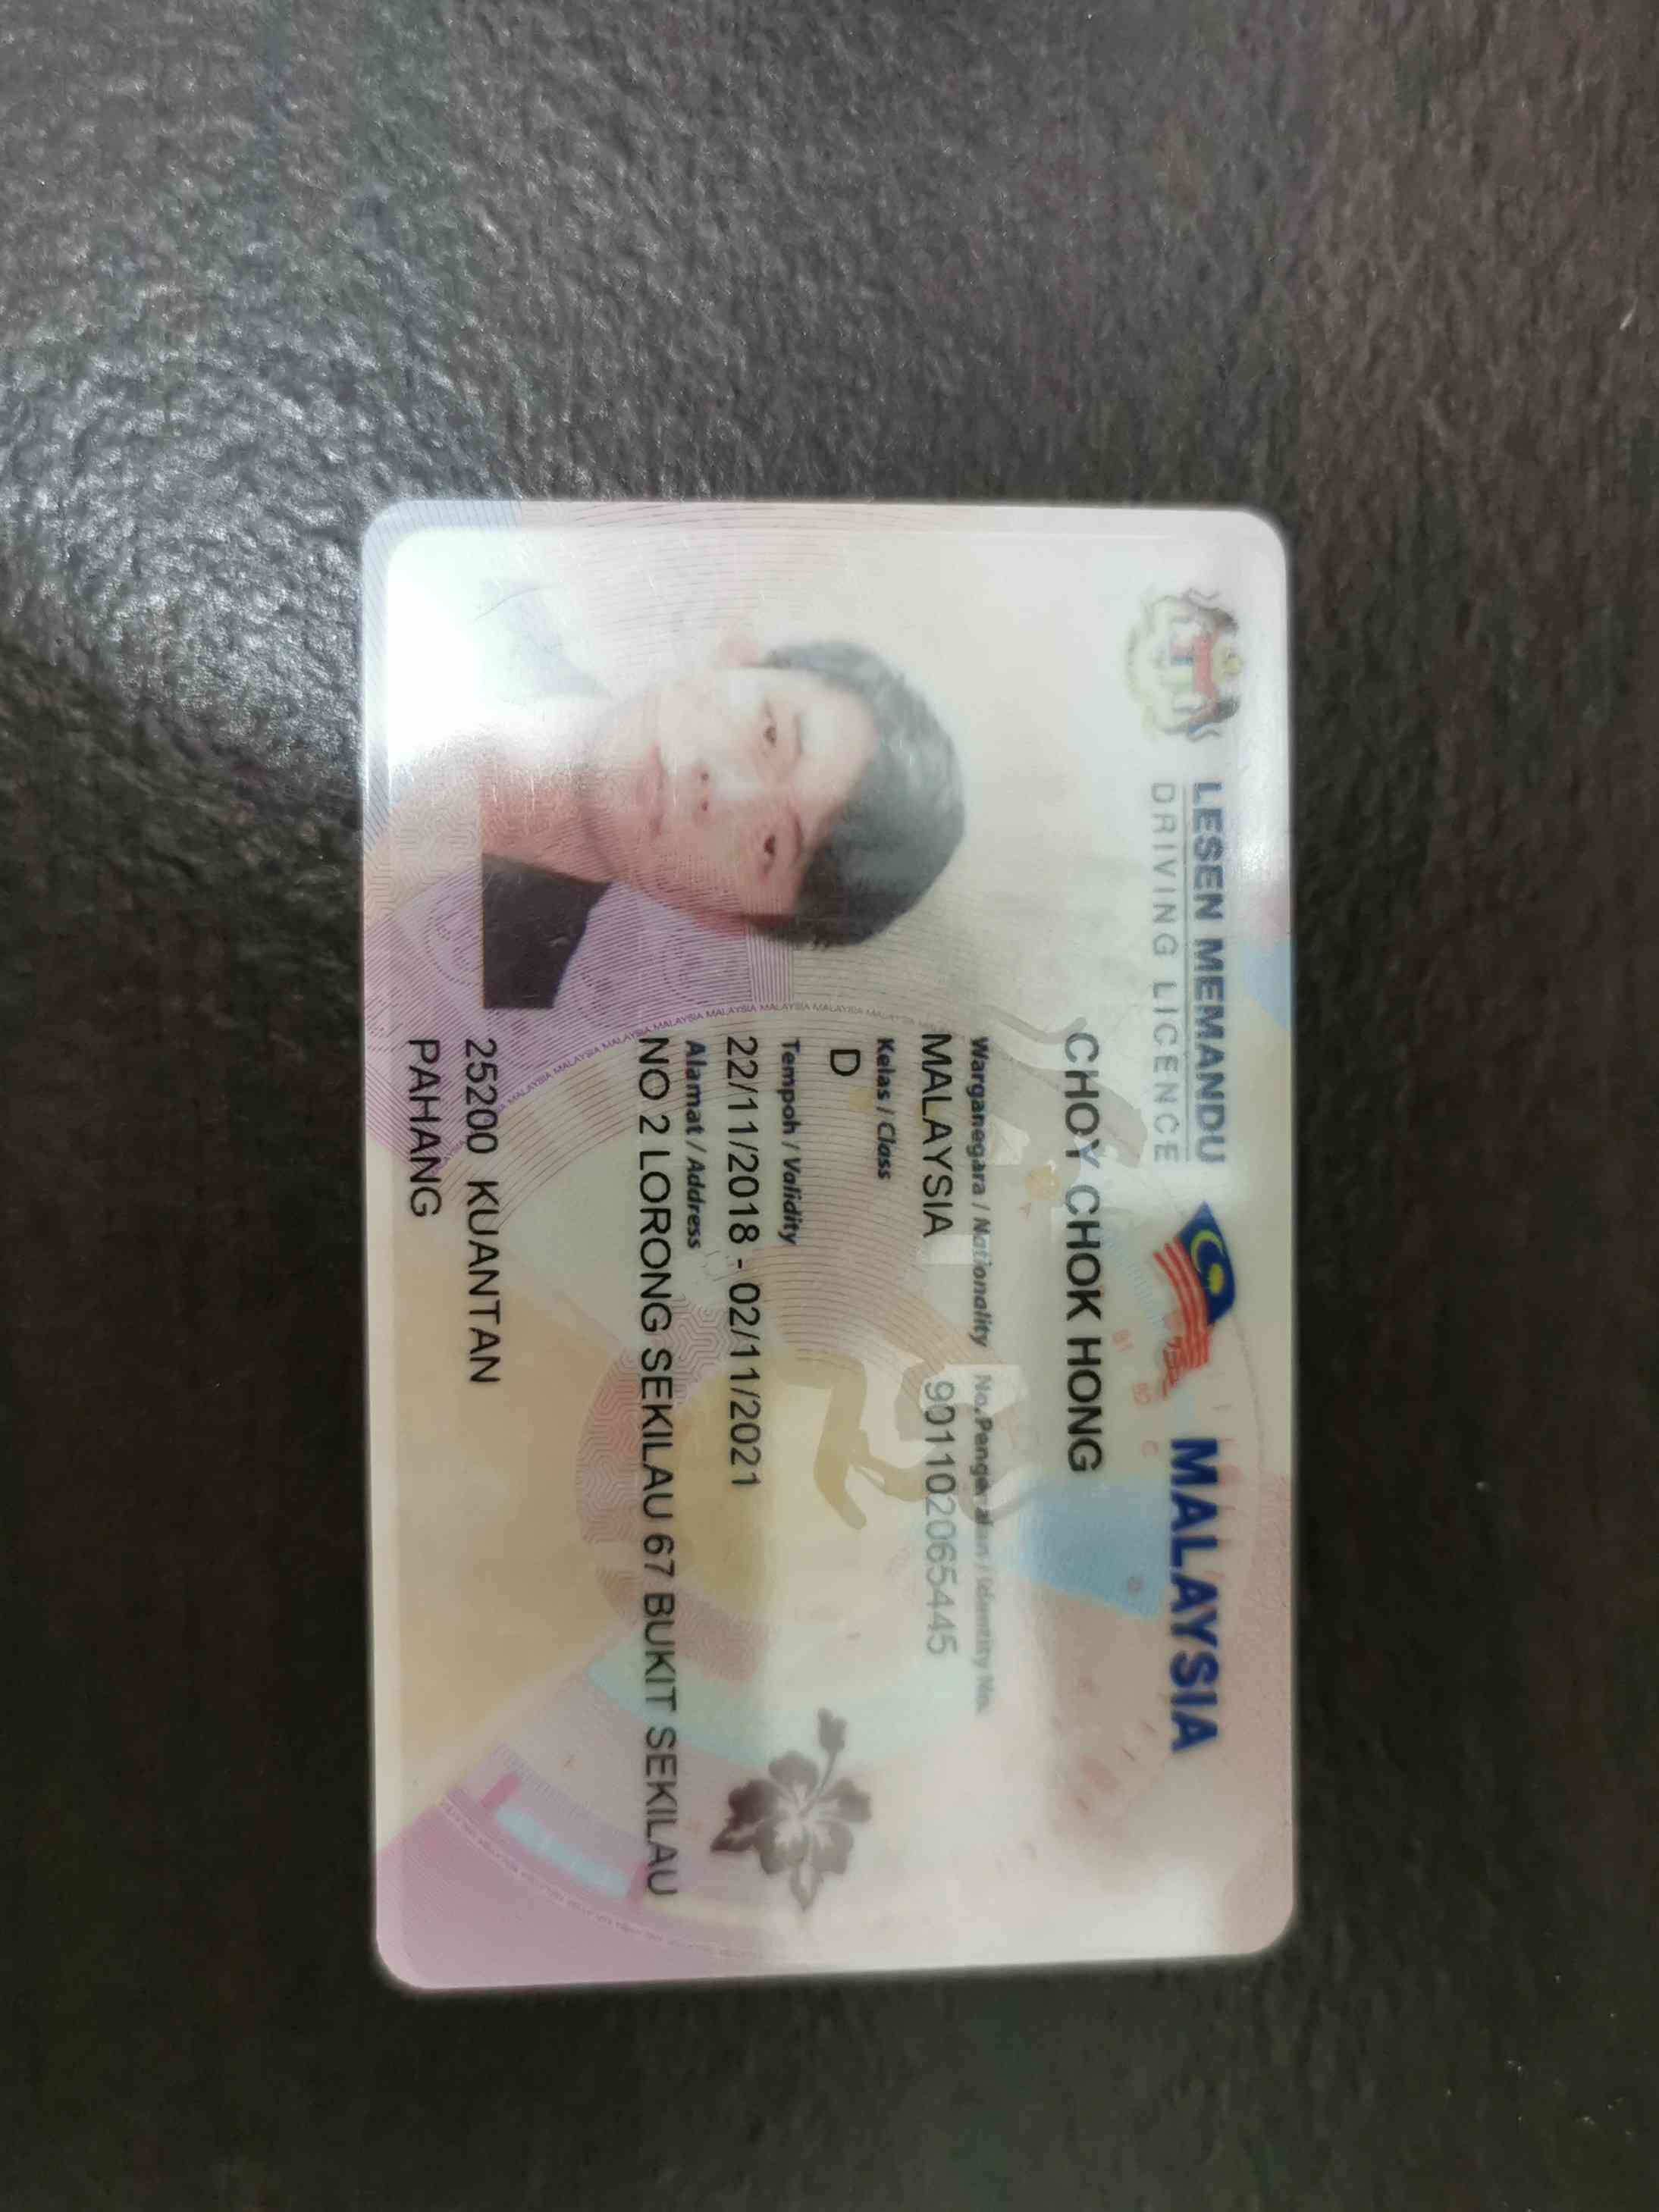 LESEN MEMANDU
DRIVING LICENCE
MALAYSIA
CHOY CHOK HONG
Warganegara / Nationality
No. Pengenalan / Identity No.
MALAYSIA
901102065445
Kelas / Class
D
Tempoh / Validity
22/11/2018 - 02/11/2021
Alamat / Address
NO 2 LORONG SEKILAU 67 BUKIT SEKILAU
25200 KUANTAN
PAHANG
MALAYSIA MALAYSIA MALAYSIA MALAYSIA MALAYSIA MALAYSIA